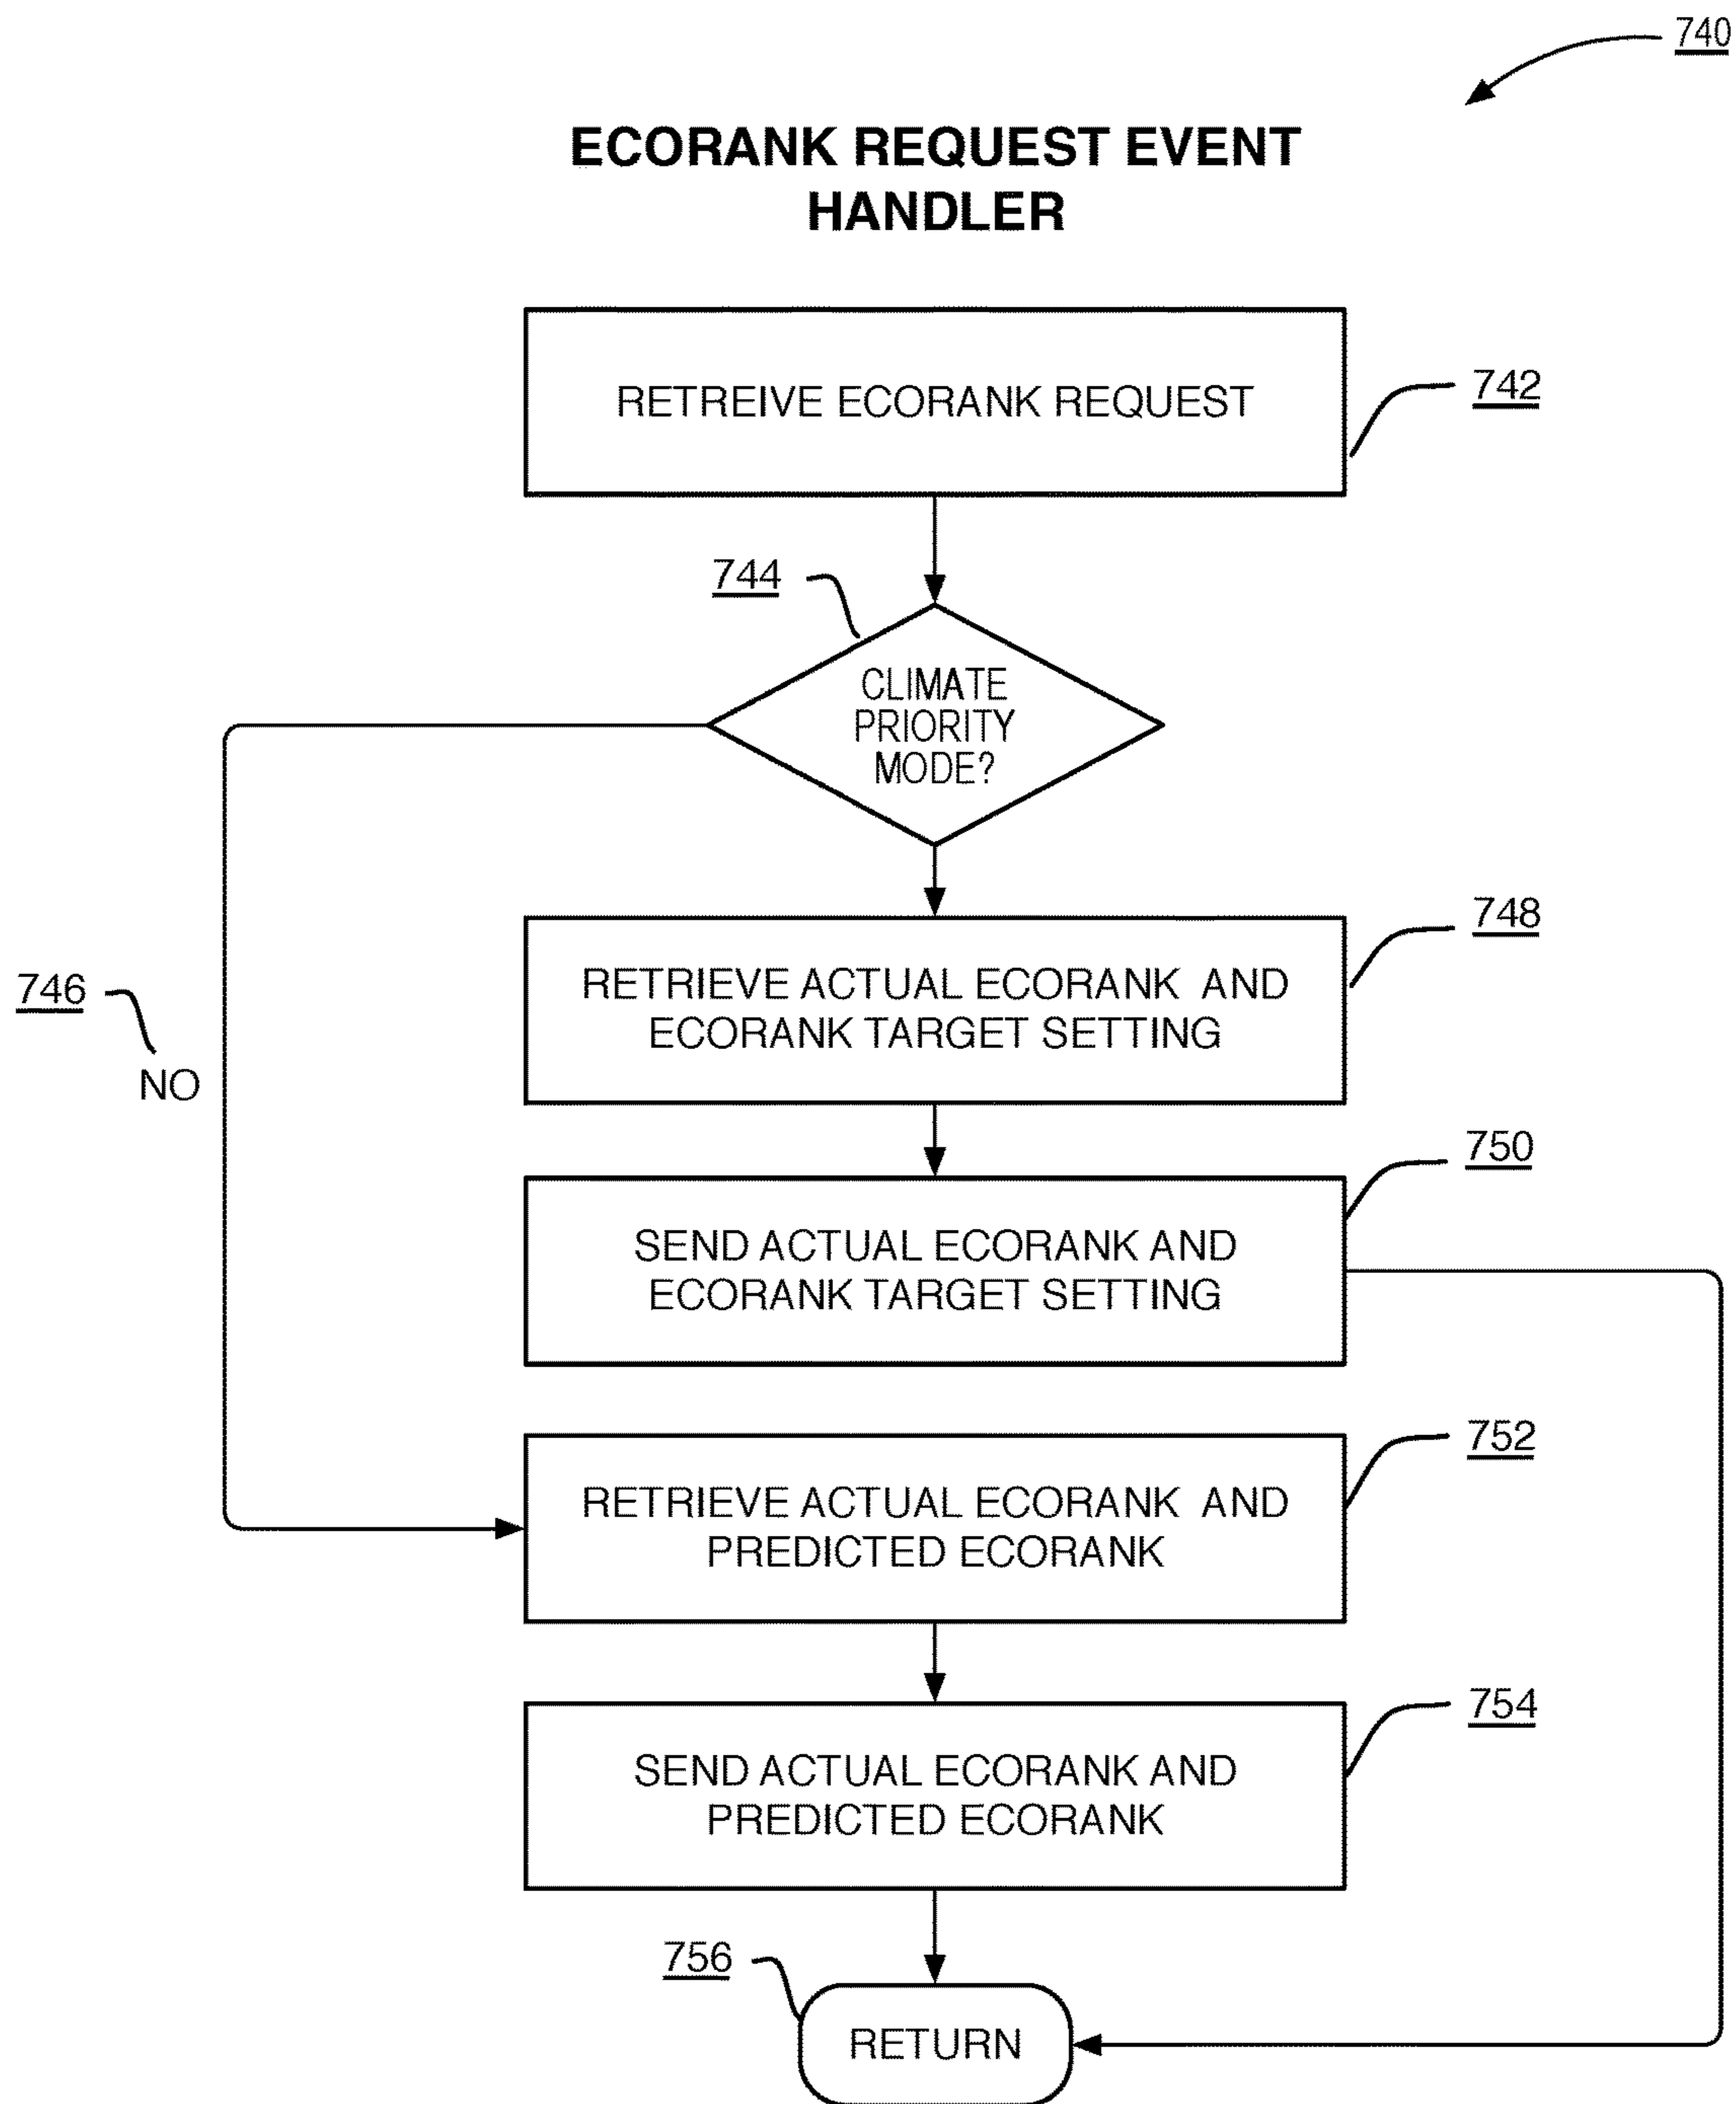 740
ECORANK REQUEST EVENT
HANDLER
RETREIVE ECORANK REQUEST
742
744
CLIMATE
PRIORITY
MODE?
748
RETRIEVE ACTUAL ECORANK AND
ECORANK TARGET SETTING
746
NO
750
SEND ACTUAL ECORANK AND
ECORANK TARGET SETTING
752
RETRIEVE ACTUAL ECORANK AND
PREDICTED ECORANK
754
SEND ACTUAL ECORANK AND
PREDICTED ECORANK
756
RETURN